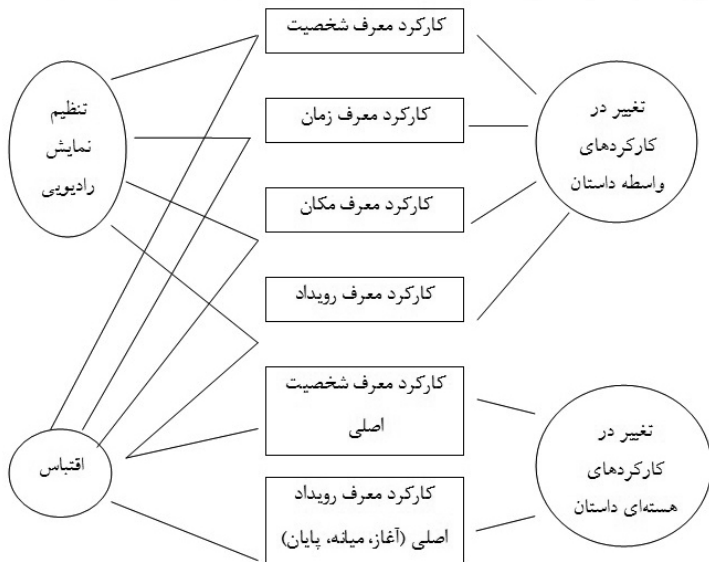 کارکرد معرف شخصیت
کارکرد معرف زمان
کارکرد معرف مکان
کارکرد معرف رویداد
کارکرد معرف شخصیت
اصلی
کارکرد معرف رویداد
اصلی (آغاز، میانه، پایان)
تغییر در
کارکردهای
واسطه داستان
تغییر در
کارکردهای
هسته‌ای داستان
تنظیم
نمایش
رادیویی
اقتباس